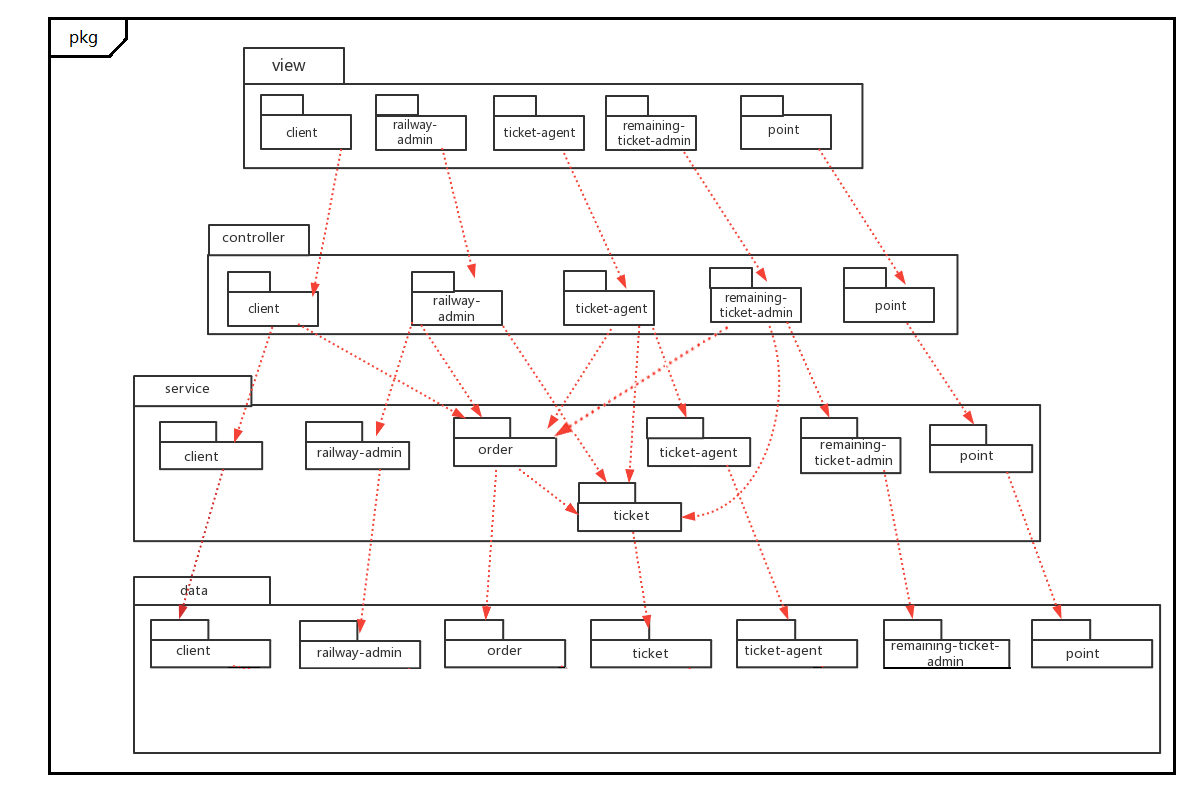 pkg
view
client
railway-
admin
ticket-agent
remaining-
ticket-admin
point
controller
client
railway-
admin
ticket-agent
remaining-
ticket-admin
point
service
client
railway-admin
order
ticket-agent
remaining-
ticket-admin
point
ticket
data
client
railway-admin
order
ticket
ticket-agent
remaining-ticket-
admin
point